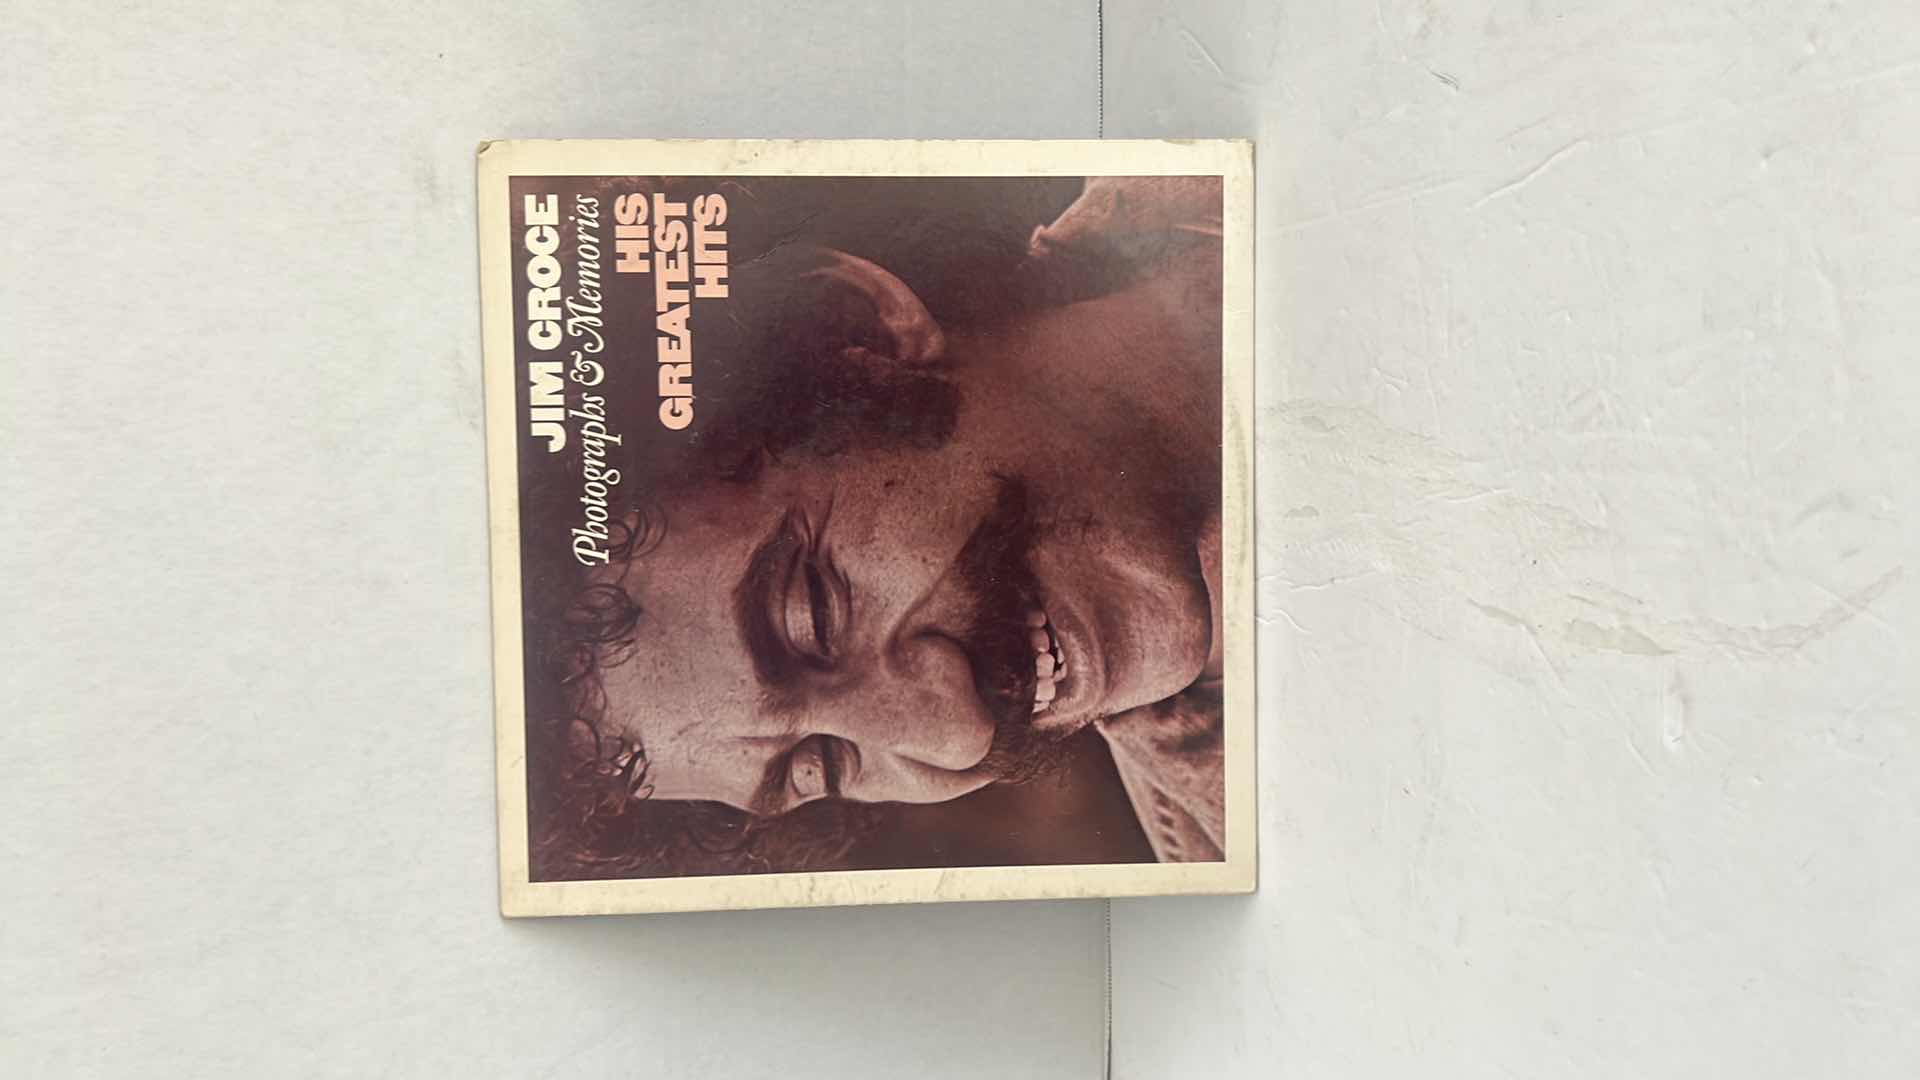 JIM CROCE
Photographs & Memories
HIS
GREATEST
HITS